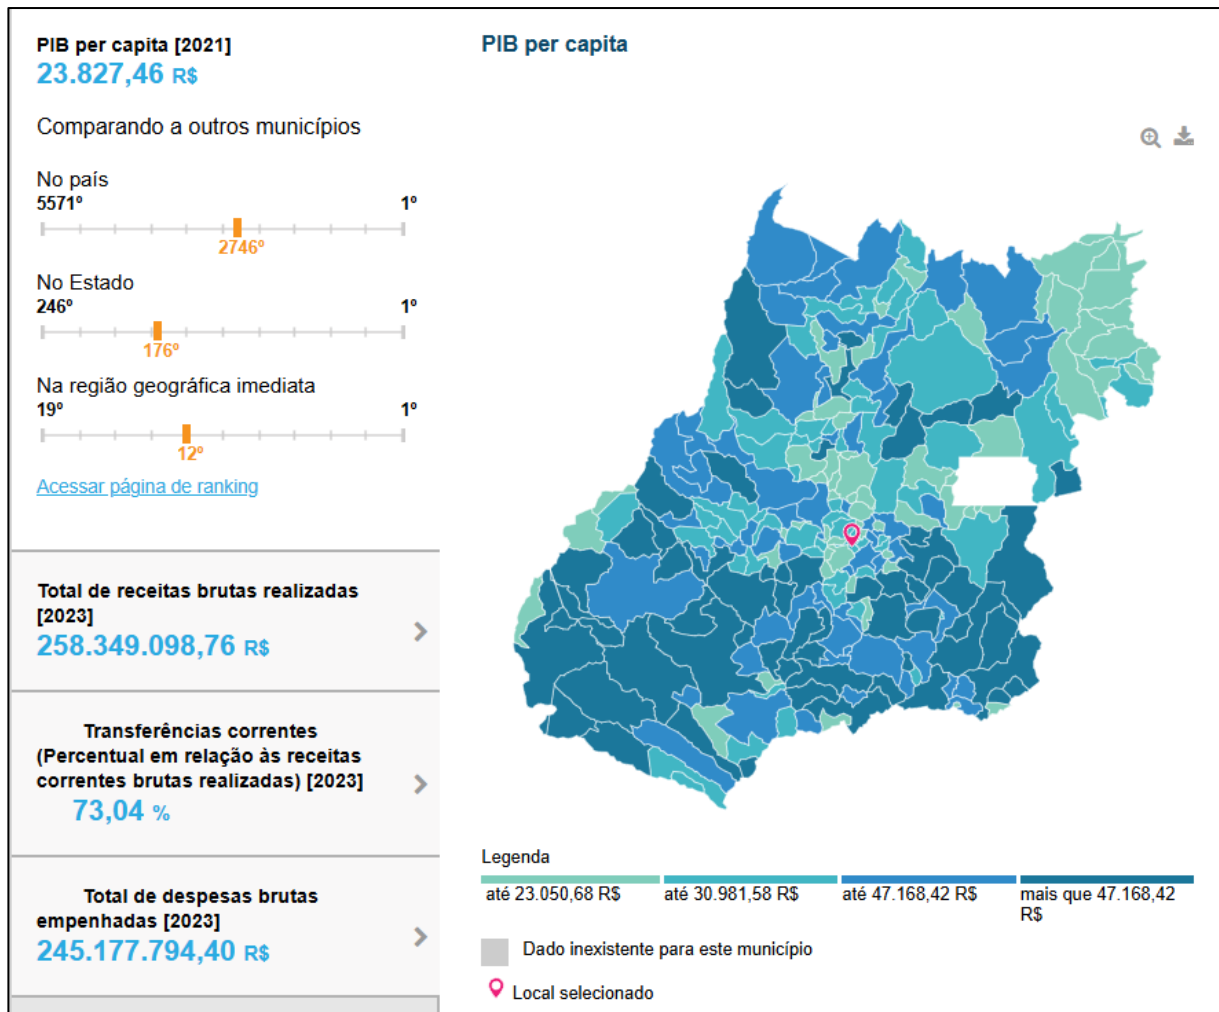 PIB per capita [2021]
23.827,46 R$
Comparando a outros municípios
No país
5571º 1º
2746º
No Estado
246º 1º
176º
Na região geográfica imediata
19º 1º
12º
Acessar página de ranking
Total de receitas brutas realizadas
[2023]
258.349.098,76 R$
Transferências correntes
(Percentual em relação às receitas
correntes brutas realizadas) [2023]
73,04 %
Total de despesas brutas
empenhadas [2023]
245.177.794,40 R$
PIB per capita
Legenda
até 23.050,68 R$
até 30.981,58 R$
até 47.168,42 R$
mais que 47.168,42
R$
Dado inexistente para este município
Local selecionado